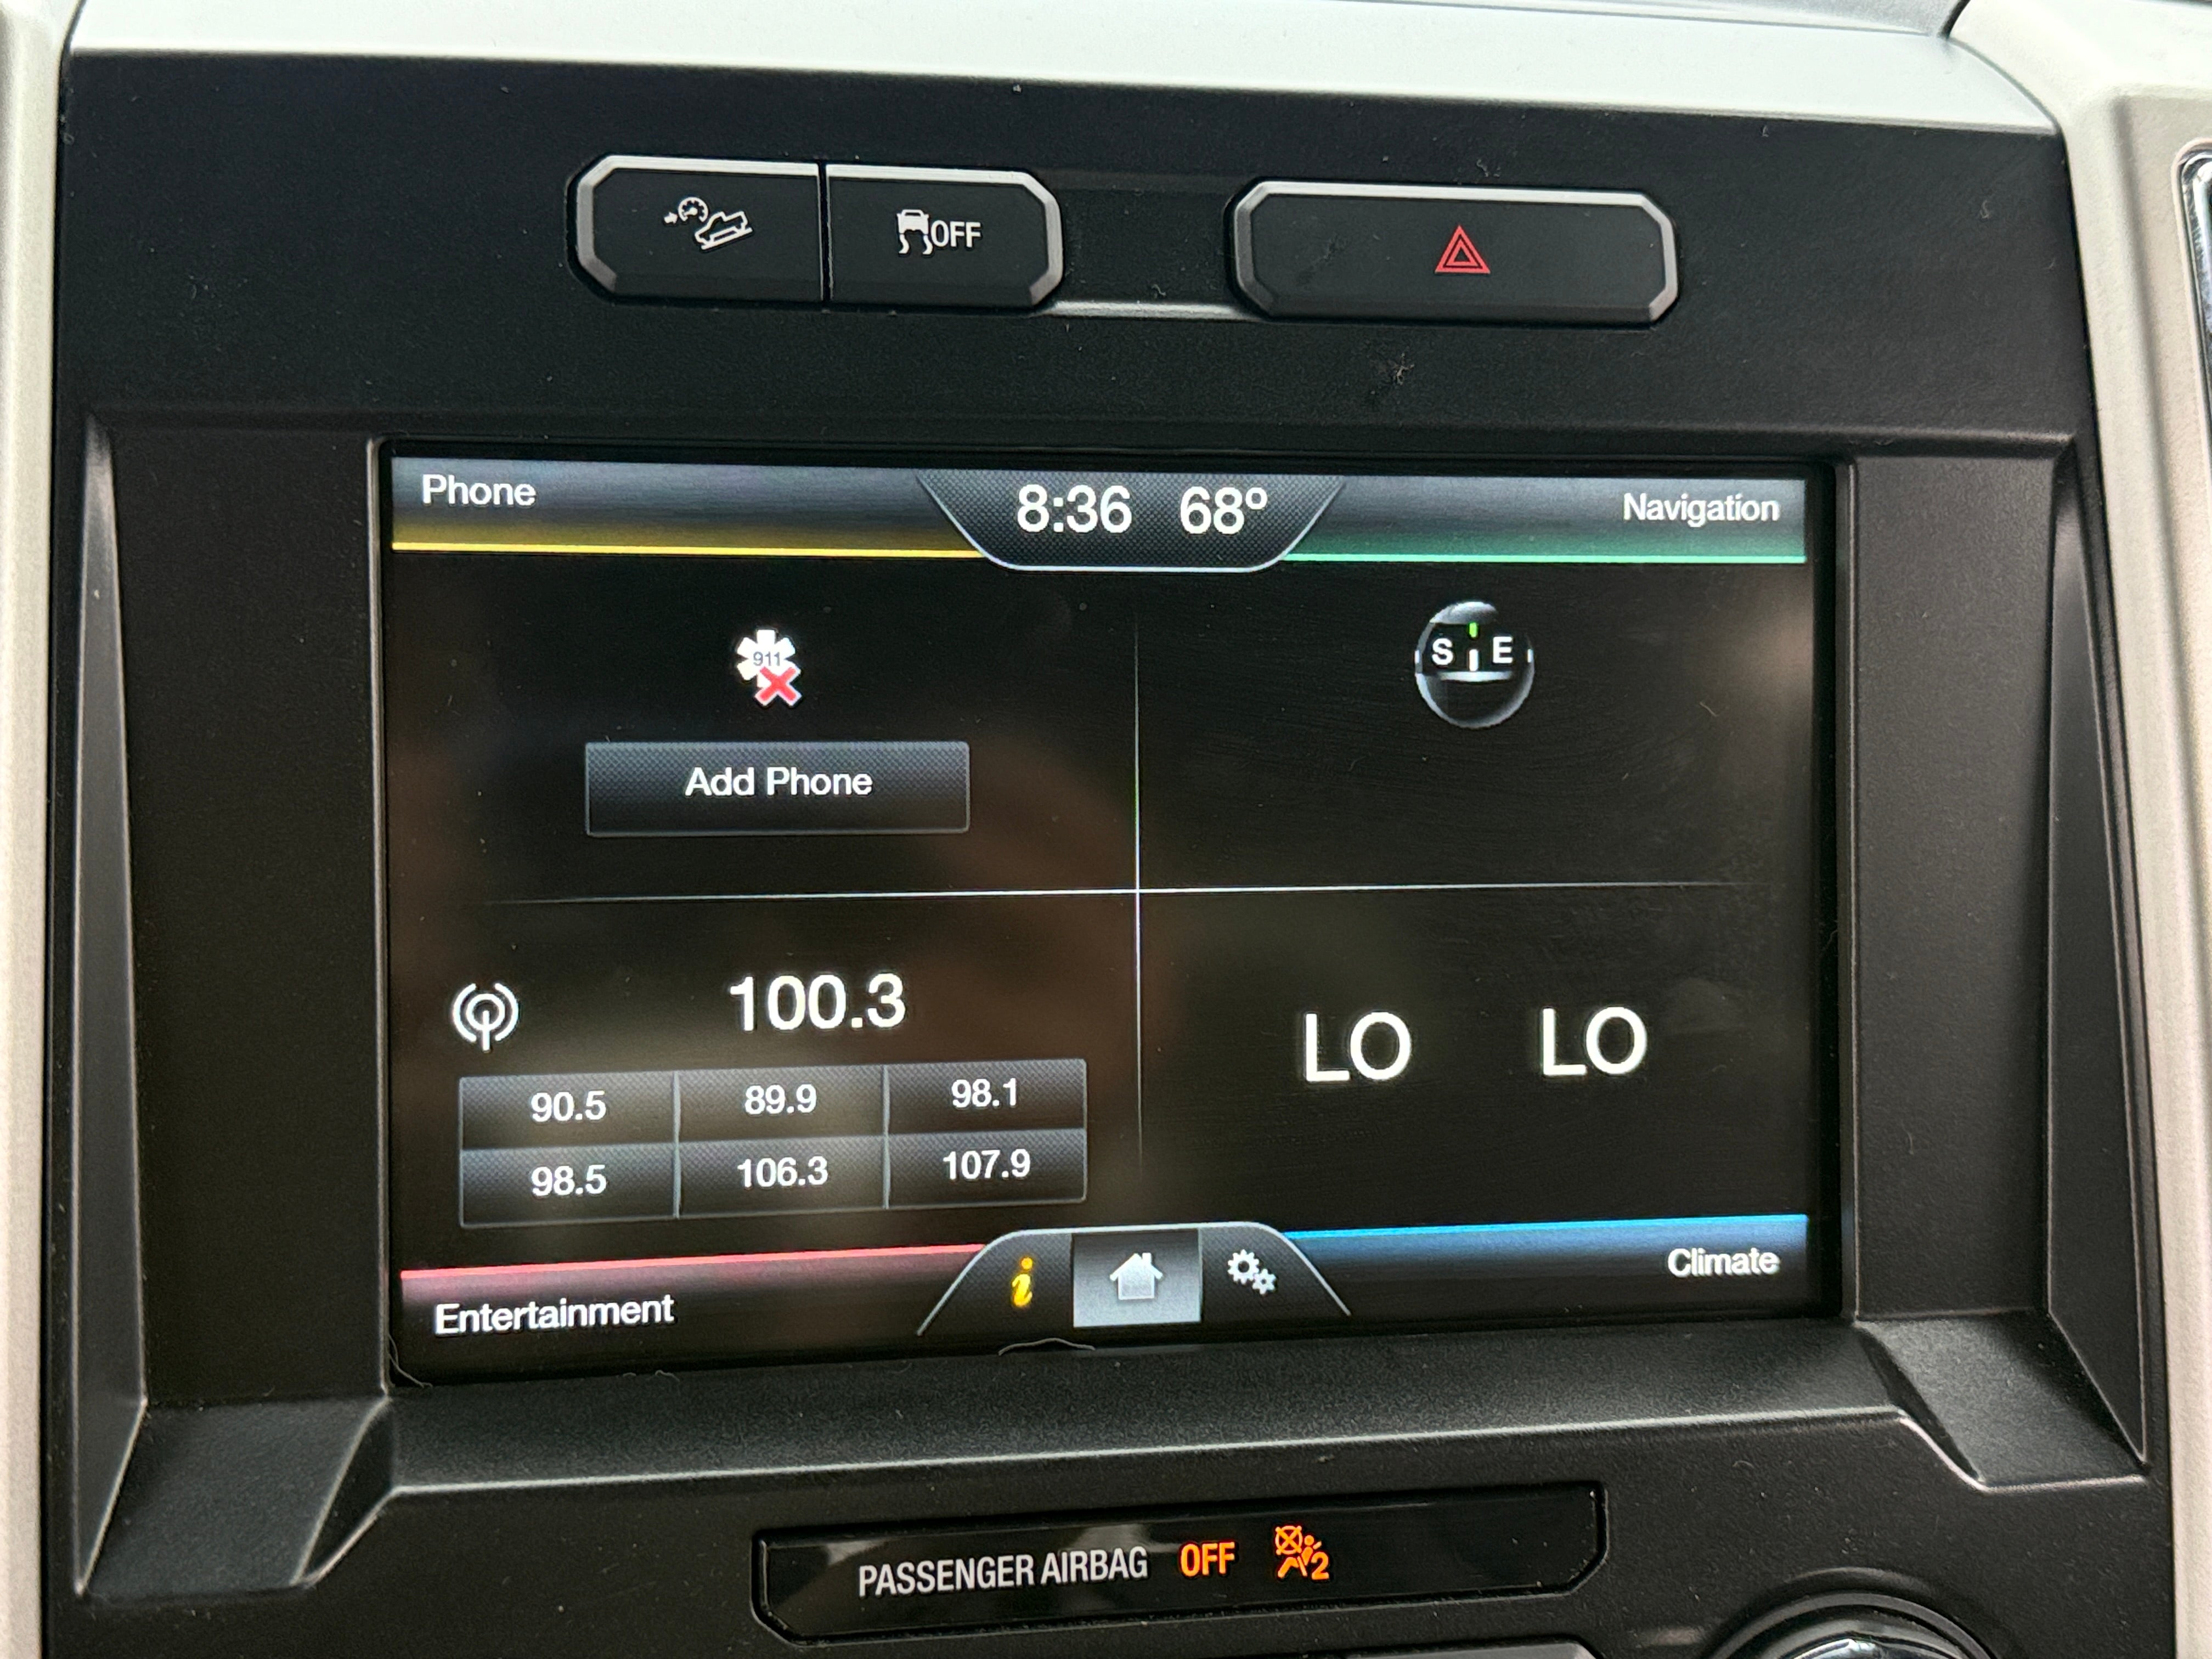 OFF
Phone
8:36 68º
Navigation
911
S E
Add Phone
100.3
LO LO
90.5 89.9 98.1
98.5 106.3 107.9
Entertainment
i
Climate
PASSENGER AIRBAG OFF 2